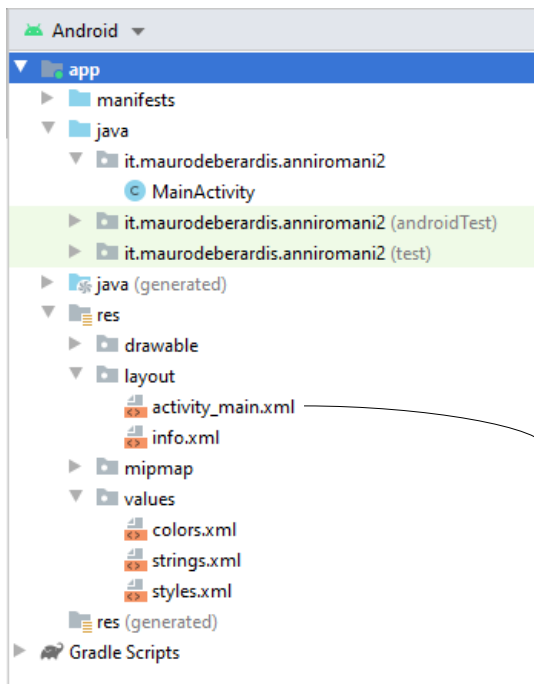 Android
app
manifests
java
it.maurodeberardis.anniromani2
C MainActivity
it.maurodeberardis.anniromani2 (androidTest)
it.maurodeberardis.anniromani2 (test)
java (generated)
res
drawable
layout
activity_main.xml
info.xml
mipmap
values
colors.xml
strings.xml
styles.xml
res (generated)
Gradle Scripts